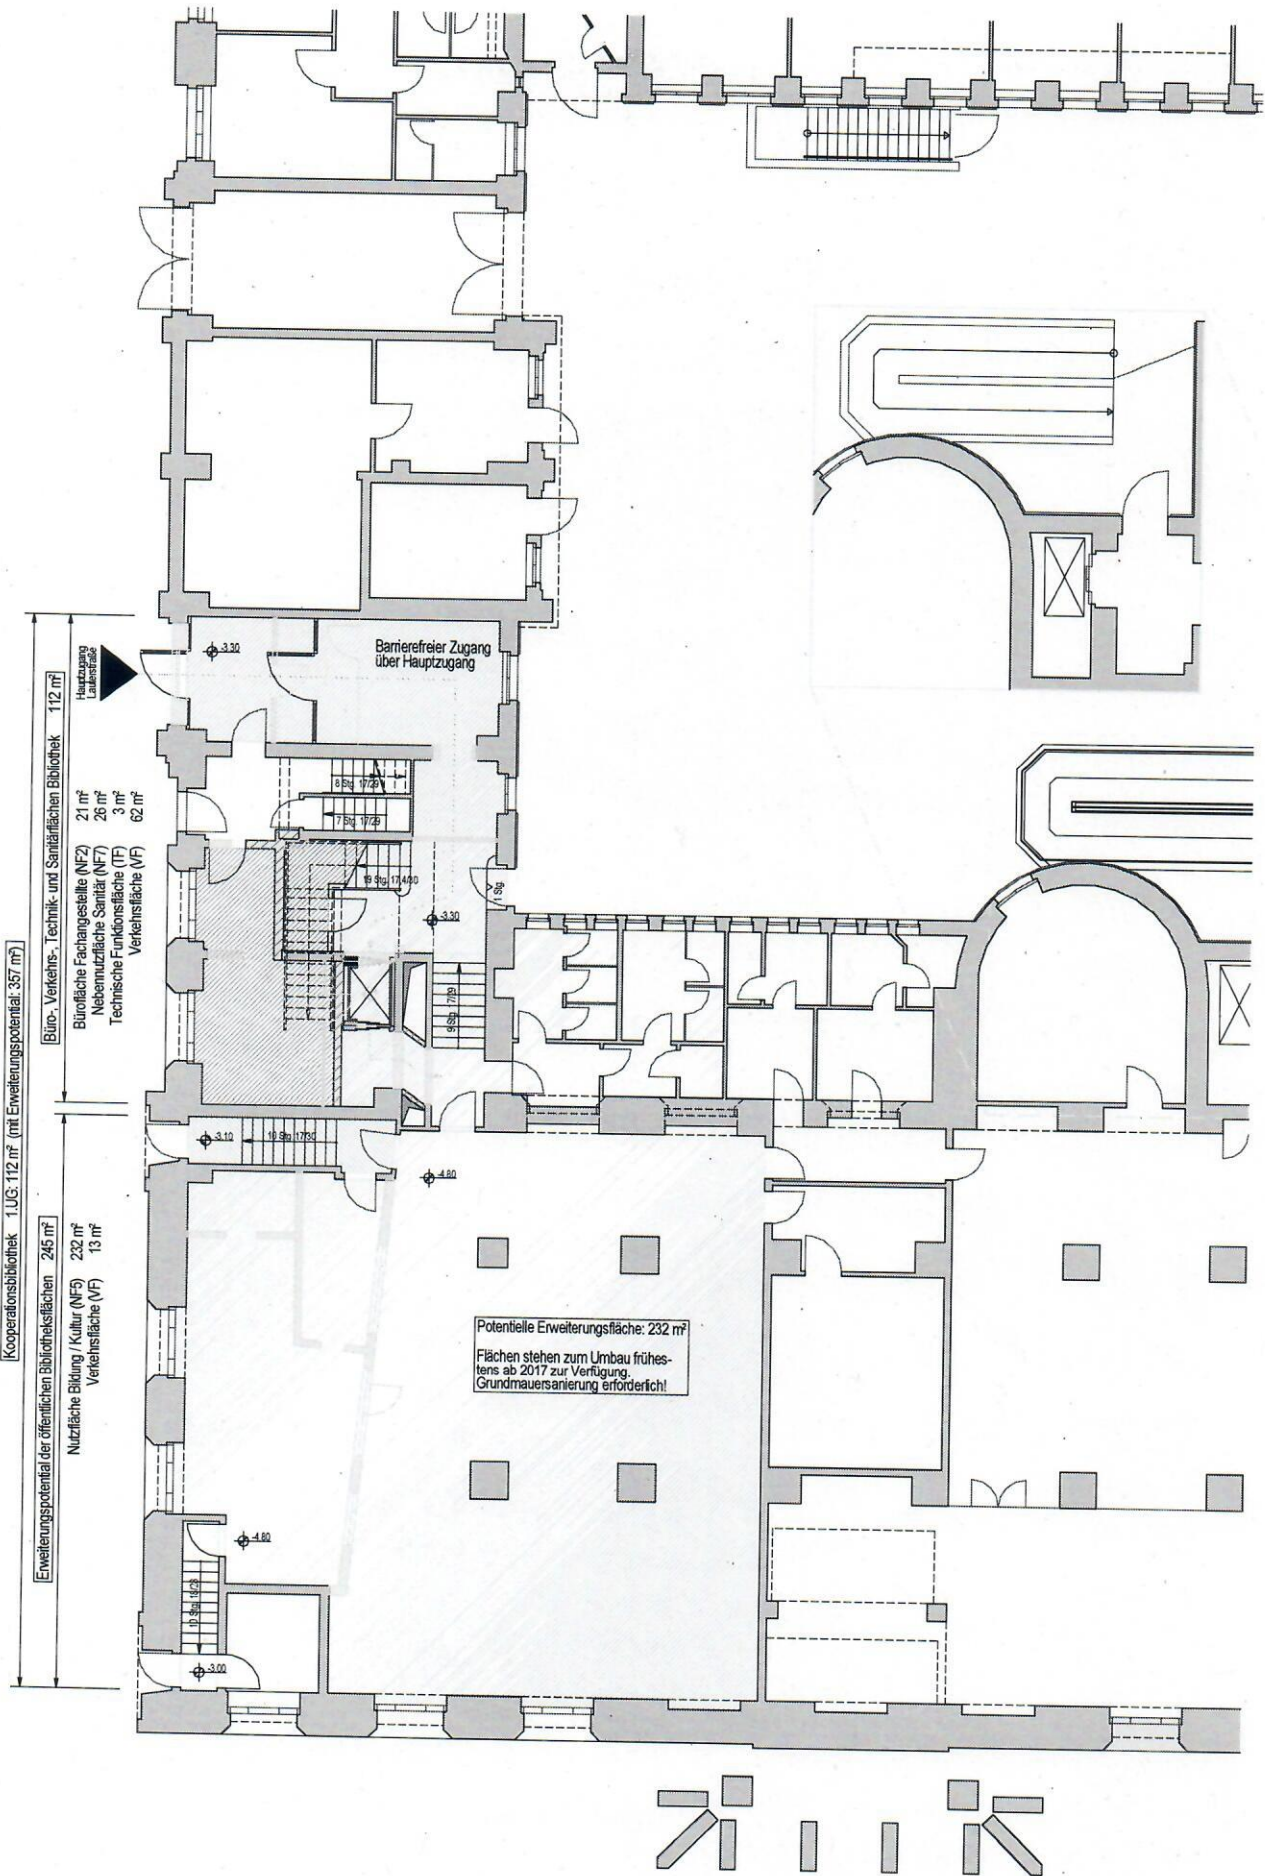 Kooperationsbibliothek 1.UG: 112 m² (mit Erweiterungspotential: 357 m²)
Erweiterungspotential der öffentlichen Bibliotheksflächen 245 m²
Nutzfläche Bildung / Kultur (NF5) 232 m²
Verkehrsfläche (VF) 13 m²
Büro-, Verkehrs-, Technik- und Sanitärflächen Bibliothek 112 m²
Bürofläche Fachangestellte (NF2) 21 m²
Nebennutzfläche Sanitär (NF7) 26 m²
Technische Funktionsfläche (TF) 3 m²
Verkehrsfläche (VF) 62 m²
Hauptzugang
Lauterstraße
-3.30
Barrierefreier Zugang
über Hauptzugang
8 Stg. 17/29
7 Stg. 17/29
19 Stg. 17,4/30
1 Stg.
-3.30
9 Stg. 17/29
-3.10
10 Stg. 17/30
-4.80
Potentielle Erweiterungsfläche: 232 m²
Flächen stehen zum Umbau frühes-
tens ab 2017 zur Verfügung.
Grundmauersanierung erforderlich!
-4.80
10 Stg. 18/28
-3.00